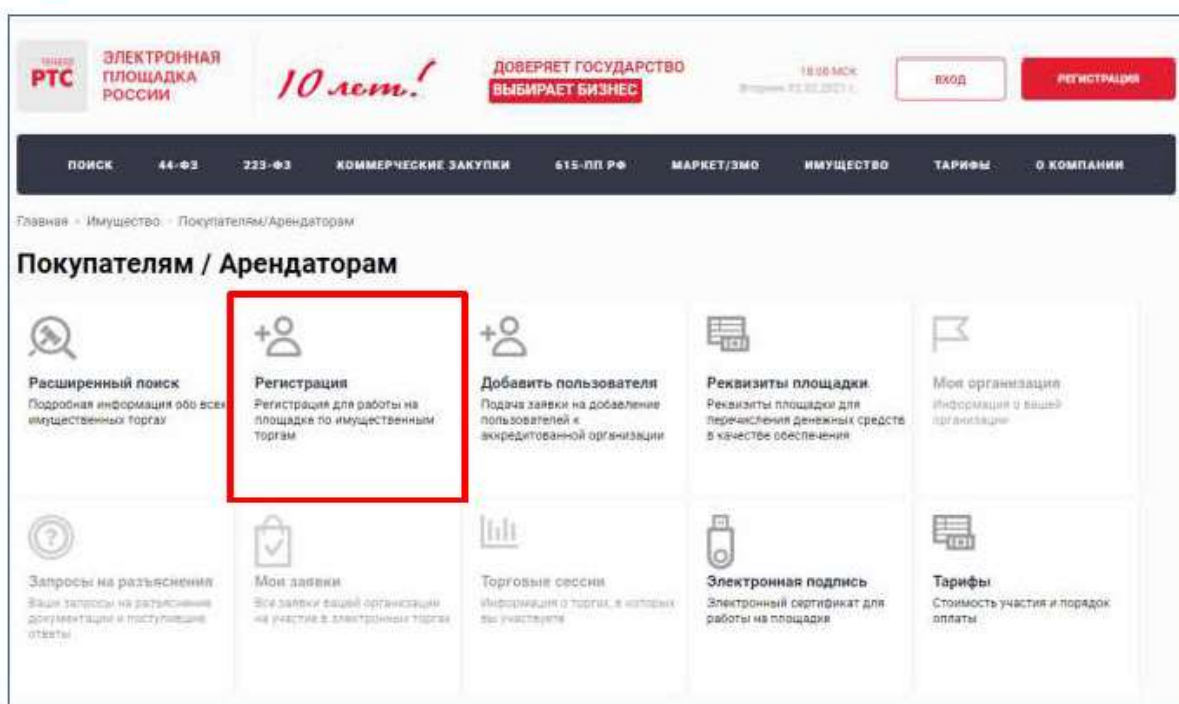 ТЕНДЕР
РТС
ЭЛЕКТРОННАЯ
ПЛОЩАДКА
РОССИИ
10 лет!
ДОВЕРЯЕТ ГОСУДАРСТВО
ВЫБИРАЕТ БИЗНЕС
МСК
ВХОД
РЕГИСТРАЦИЯ
ПОИСК 44-ФЗ 223-ФЗ КОММЕРЧЕСКИЕ ЗАКУПКИ 615-ПП РФ МАРКЕТ/ЗМО ИМУЩЕСТВО ТАРИФЫ О КОМПАНИИ
Главная Имущество Покупателям/Арендаторам
Покупателям / Арендаторам
Расширенный поиск
Подробная информация обо всех
имущественных торгах
Регистрация
Регистрация для работы на
площадке по имущественным
торгам
Добавить пользователя
Подача заявки на добавление
пользователей к
аккредитованной организации
Реквизиты площадки
Реквизиты площадки для
перечисления денежных средств
в качестве обеспечения
Моя организация
Информация о вашей
организации
Запросы на разъяснения
Ваши запросы на разъяснение
документации и поступившие
ответы
Мои заявки
Все заявки вашей организации
на участие в электронных торгах
Торговые сессии
Информация о торгах, в которых
вы участвуете
Электронная подпись
Электронный сертификат для
работы на площадке
Тарифы
Стоимость участия и порядок
оплаты